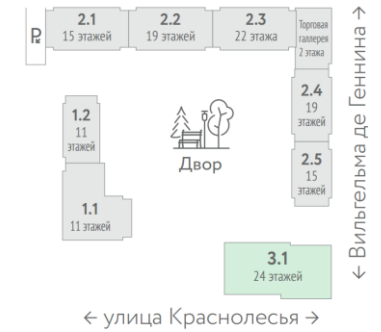 2.1
15 этажей
2.2
19 этажей
2.3
22 этажа
Торговая
галлерея
2 этажа
Рк
2.4
19
этажей
1.2
11
этажей
Двор
2.5
15
этажей
1.1
11 этажей
3.1
24 этажей
← улица Краснолесья →
← Вильгельма де Геннина →